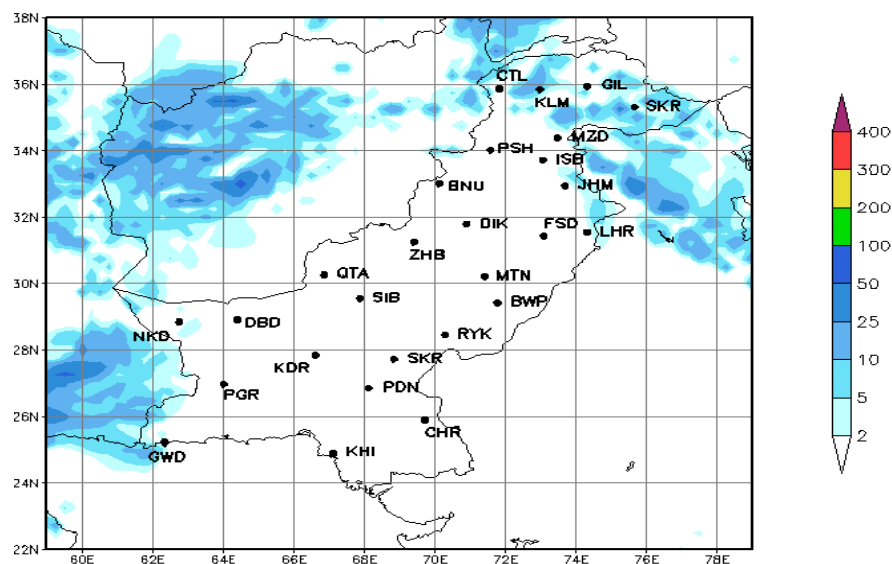 38N
36N
34N
32N
30N
28N
26N
24N
22N
60E 62E 64E 66E 68E 70E 72E 74E 76E 78E
CTL
KLM
GIL
SKR
MZD
PSH
ISB
BNU
JHM
DIK
FSD
LHR
ZHB
QTA
MTN
SIB
BWP
NKD
DBD
RYK
KDR
SKR
PGR
PDN
CHR
GWD
KHI
400
300
200
100
50
25
10
5
2